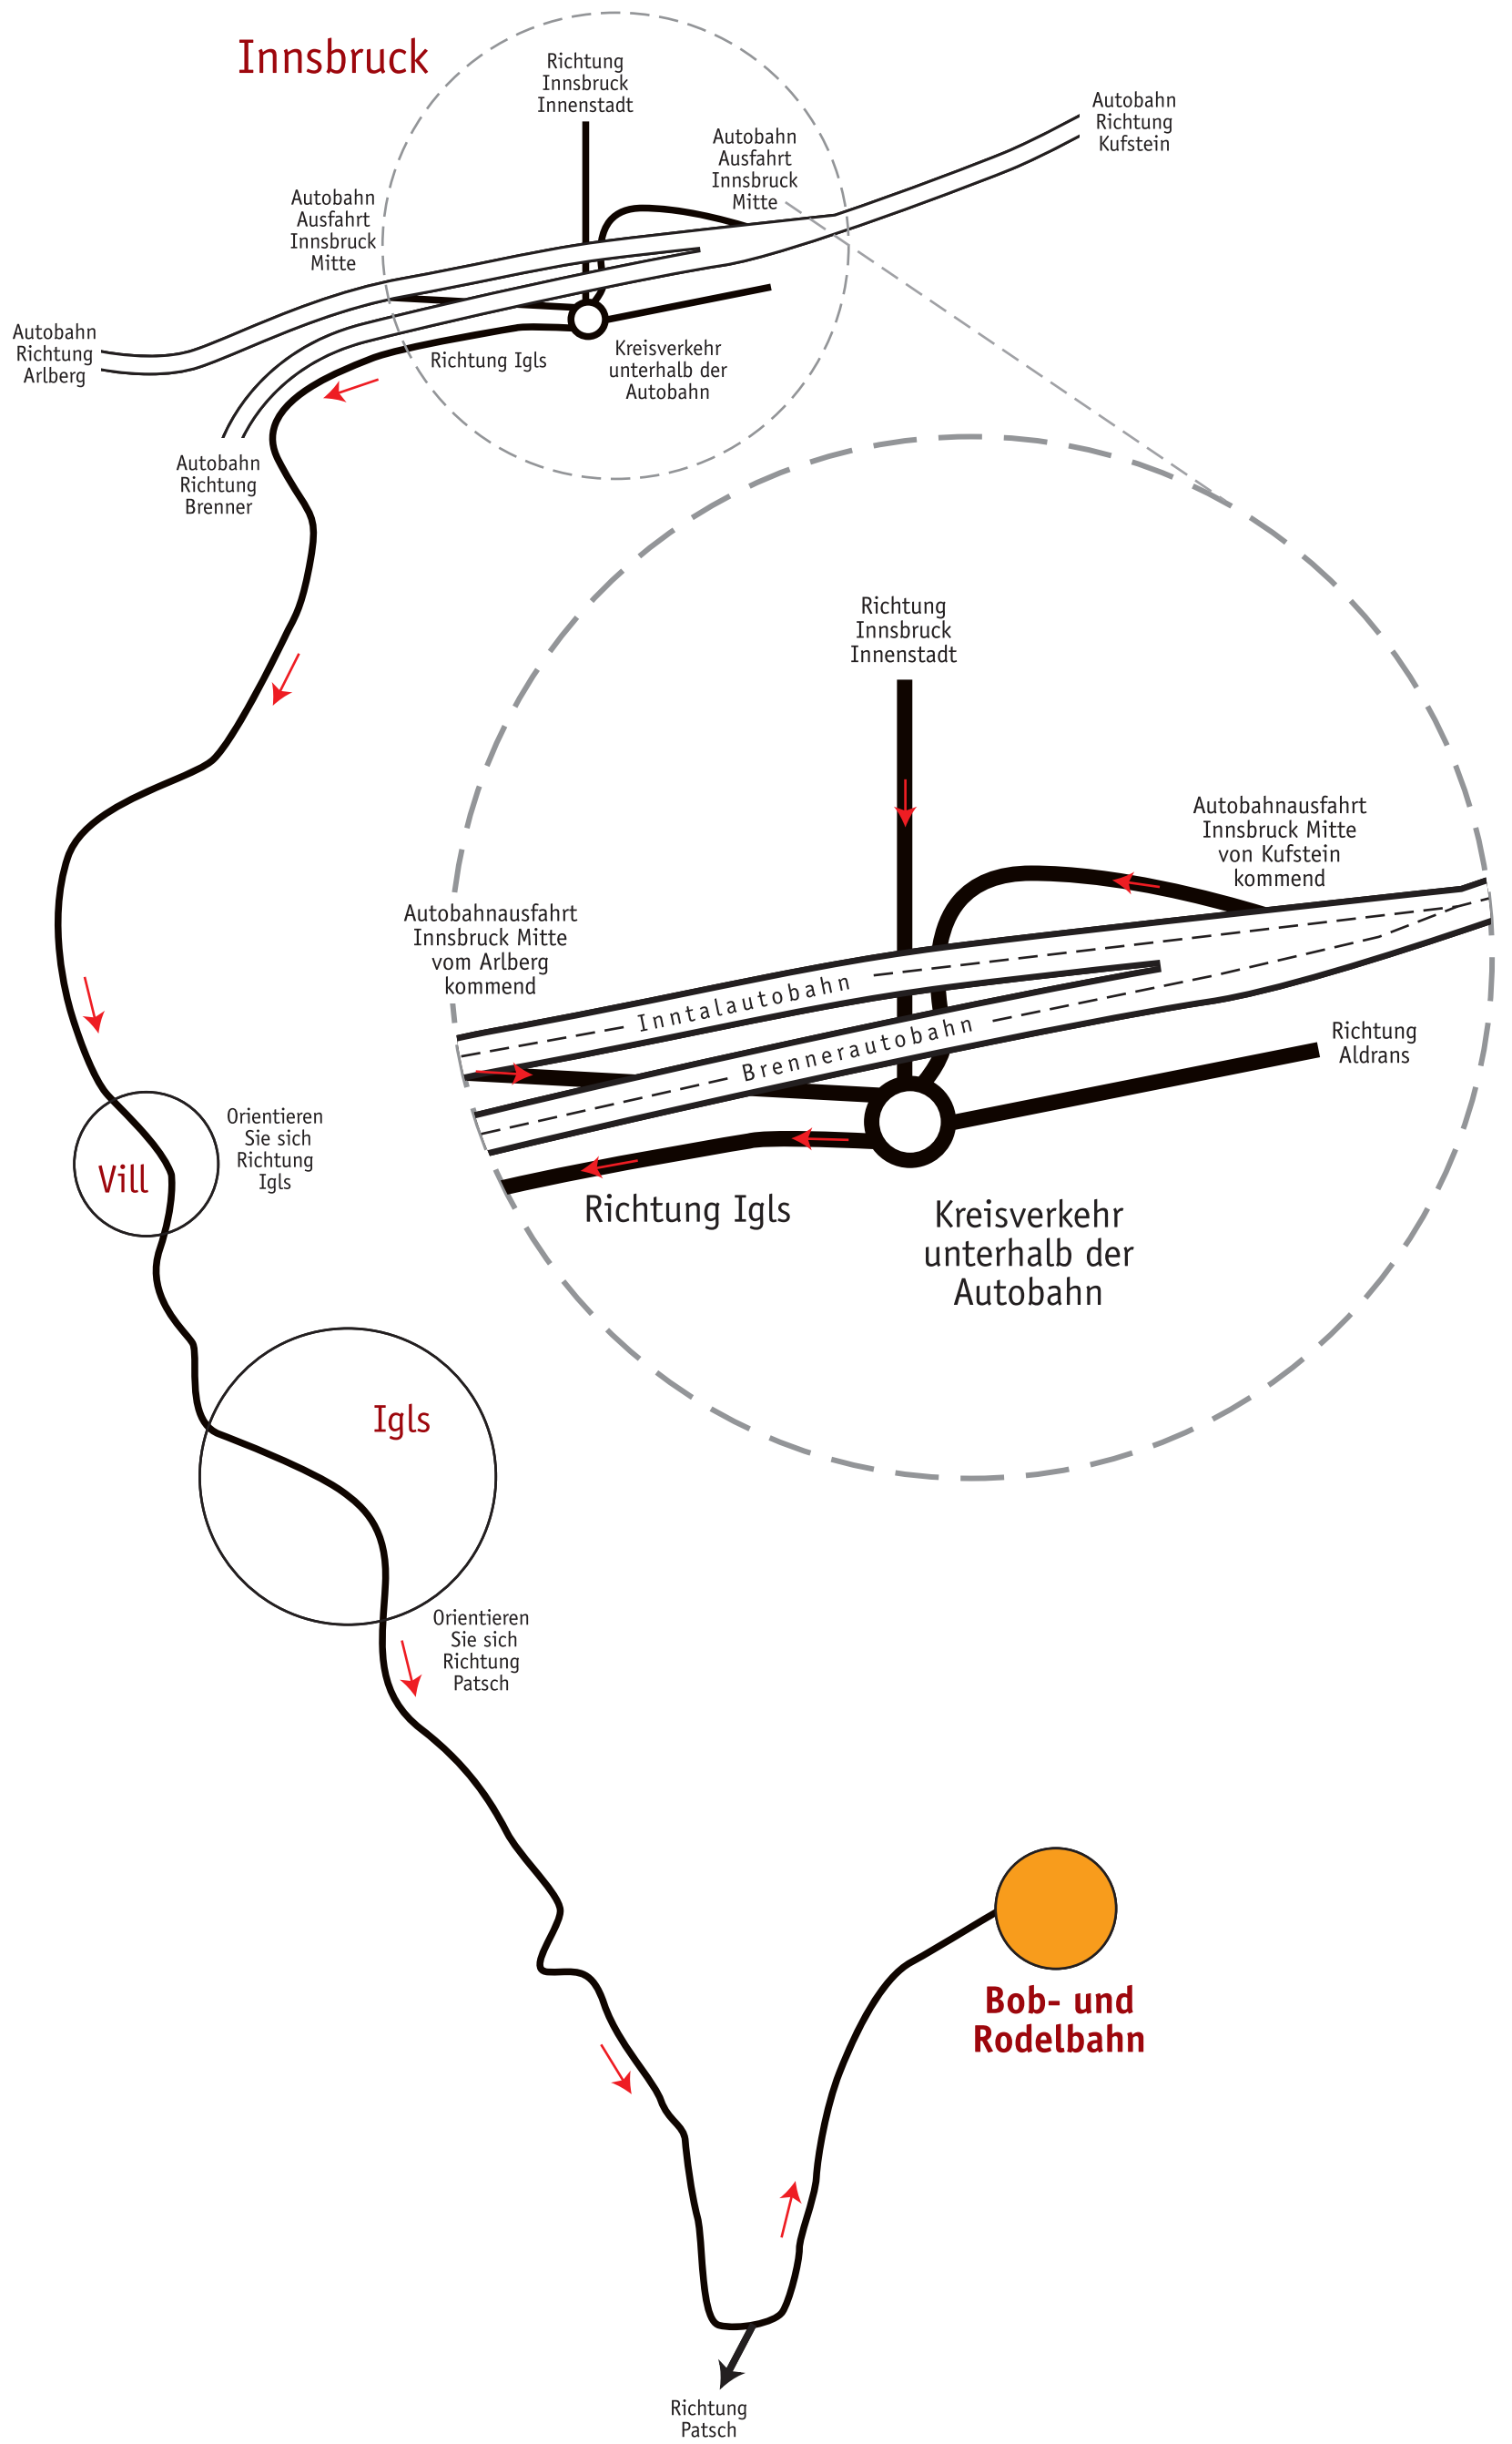 Innsbruck
Richtung
Innsbruck
Innenstadt
Autobahn
Ausfahrt
Innsbruck
Mitte
Autobahn
Richtung
Kufstein
Autobahn
Ausfahrt
Innsbruck
Mitte
Autobahn
Richtung
Arlberg
Richtung Igls
Kreisverkehr
unterhalb der
Autobahn
Autobahn
Richtung
Brenner
Richtung
Innsbruck
Innenstadt
Autobahnausfahrt
Innsbruck Mitte
von Kufstein
kommend
Autobahnausfahrt
Innsbruck Mitte
vom Arlberg
kommend
Inntalautobahn
Brennerautobahn
Richtung
Aldrans
Richtung Igls
Kreisverkehr
unterhalb der
Autobahn
Vill
Orientieren
Sie sich
Richtung
Igls
Igls
Orientieren
Sie sich
Richtung
Patsch
Bob- und
Rodelbahn
Richtung
Patsch